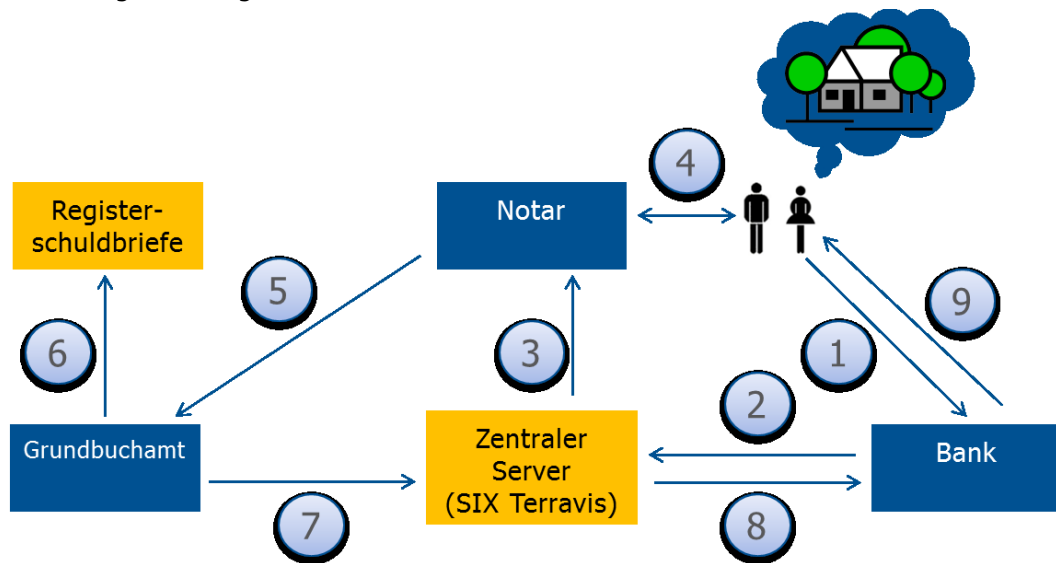 4
Register-
schuldbriefe
Notar
5
9
6
3
1
2
Grundbuchamt
Zentraler
Server
(SIX Terravis)
Bank
7
8